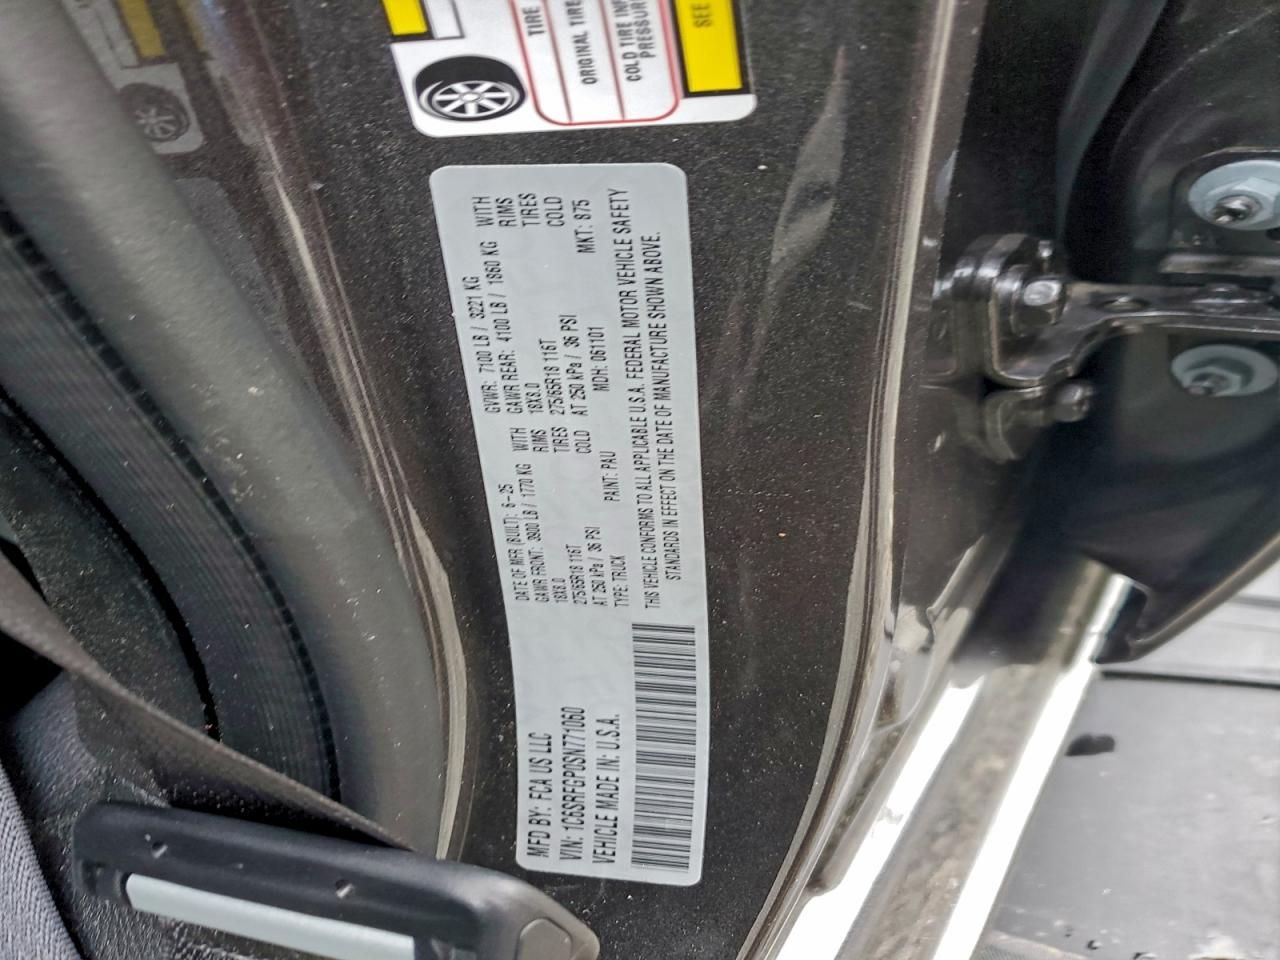 TIRE
ORIGINAL TIRE
COLD TIRE
PRESSURE
SEE
MFD BY: FCA US LLC
VIN: 1C6SRFGP0SN771060
VEHICLE MADE IN: U.S.A.
DATE OF MFR (BUILT): 6-25 GVWR: 7100 LB / 3221 KG
GAWR FRONT: 3900 LB / 1770 KG WITH GAWR REAR: 4100 LB / 1860 KG WITH
18X8.0 RIMS 18X8.0 RIMS
275/65R18 116T TIRES 275/65R18 116T TIRES
AT 250 kPa / 36 PSI COLD AT 250 kPa / 36 PSI COLD
TYPE: TRUCK PAINT: PAU MDH: 061101 MKT: 875
THIS VEHICLE CONFORMS TO ALL APPLICABLE U.S.A. FEDERAL MOTOR VEHICLE SAFETY
STANDARDS IN EFFECT ON THE DATE OF MANUFACTURE SHOWN ABOVE.